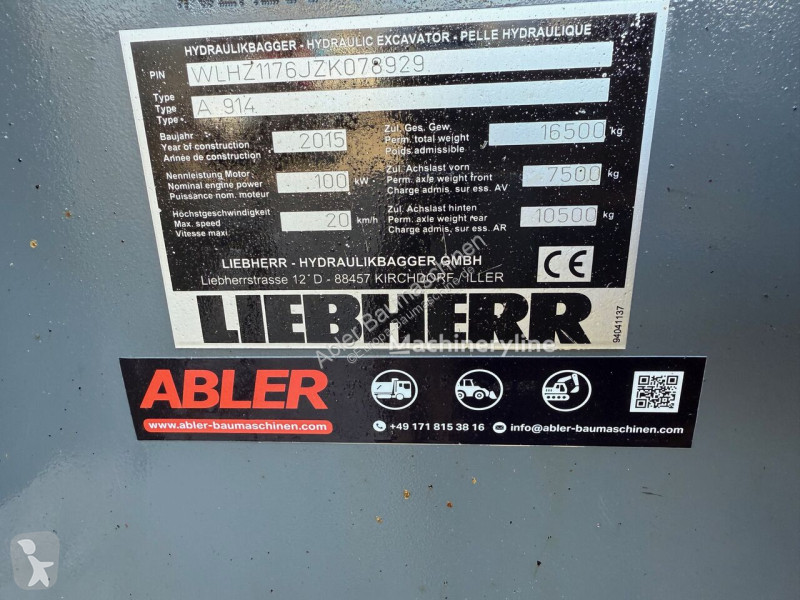 HYDRAULIKBAGGER - HYDRAULIC EXCAVATOR - PELLE HYDRAULIQUE
PIN WLHZ1176JZK078929
Type
Type A 914
Type
Baujahr
Year of construction 2015
Année de construction
Zul. Ges. Gew.
Perm. total weight 16500 kg
Poids admissible
Nennleistung Motor
Nominal engine power 100 kW
Puissance nom. moteur
Zul. Achslast vorn
Perm. axle weight front 7500 kg
Charge admis. sur ess. AV
Höchstgeschwindigkeit
Max. speed 20 km/h
Vitesse maxi.
Zul. Achslast hinten
Perm. axle weight rear 10500 kg
Charge admis. sur ess. AR
LIEBHERR - HYDRAULIKBAGGER GMBH
Liebherrstrasse 12 D - 88457 KIRCHDORF / ILLER
CE
LIEBHERR
94041137
Abler Baumaschinen
Machineryline
ABLER
www.abler-baumaschinen.com
+49 171 815 38 16
info@abler-baumaschinen.com